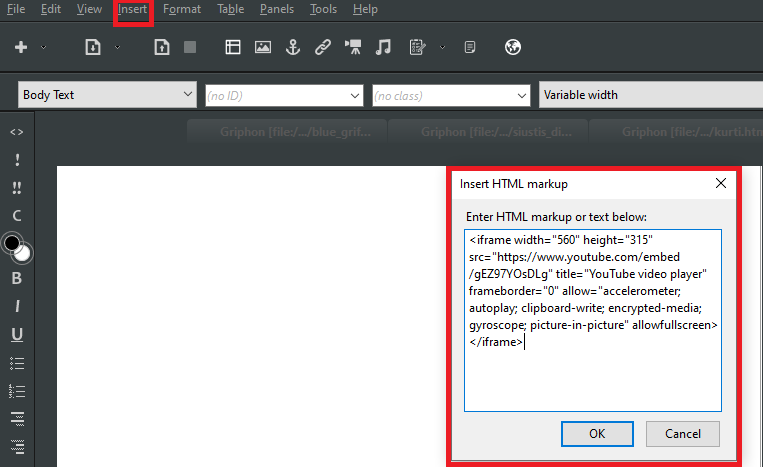 File Edit View Insert Format Table Panels Tools Help
Body Text (no ID) (no class) Variable width
Griphon [file:/.../blue_grif... Griphon [file:/.../siustis_di... Griphon [file:/.../kurti.htm
<>
!
!!
C
B
I
U
Insert HTML markup
Enter HTML markup or text below:
<iframe width="560" height="315"
src="https://www.youtube.com/embed
/gEZ97YOsDLg" title="YouTube video player"
frameborder="0" allow="accelerometer;
autoplay; clipboard-write; encrypted-media;
gyroscope; picture-in-picture" allowfullscreen>
</iframe>
OK Cancel